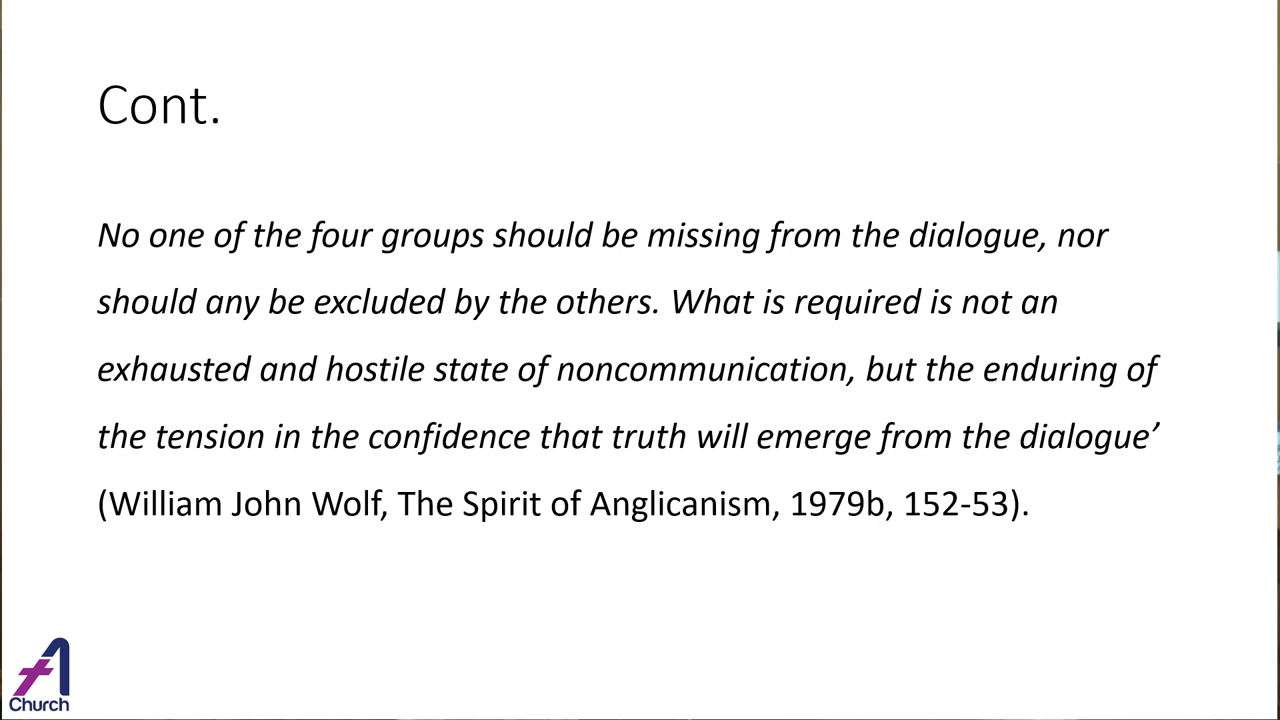 Cont.
No one of the four groups should be missing from the dialogue, nor
should any be excluded by the others. What is required is not an
exhausted and hostile state of noncommunication, but the enduring of
the tension in the confidence that truth will emerge from the dialogue’
(William John Wolf, The Spirit of Anglicanism, 1979b, 152-53).
A
Church